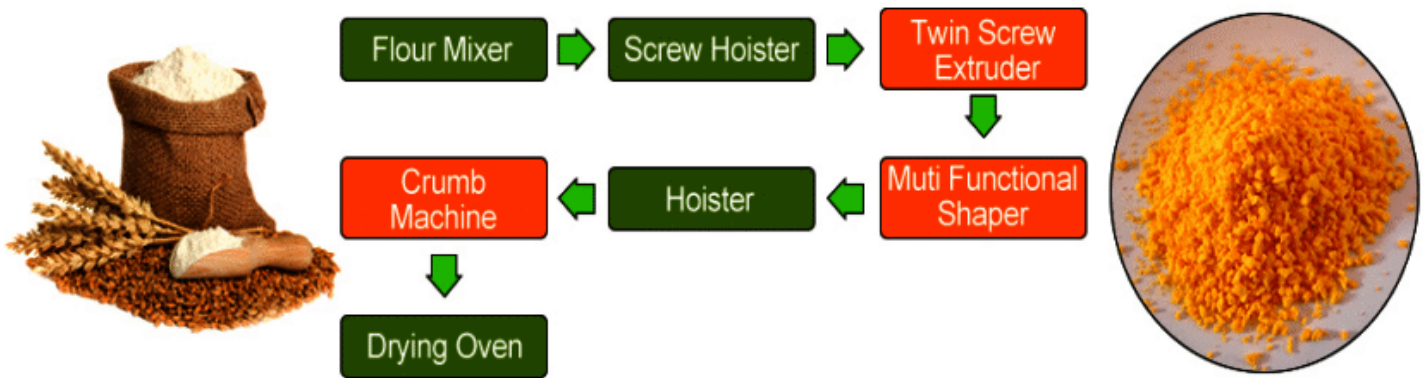 Flour Mixer
Screw Hoister
Twin Screw
Extruder
Muti Functional
Shaper
Hoister
Crumb
Machine
Drying Oven